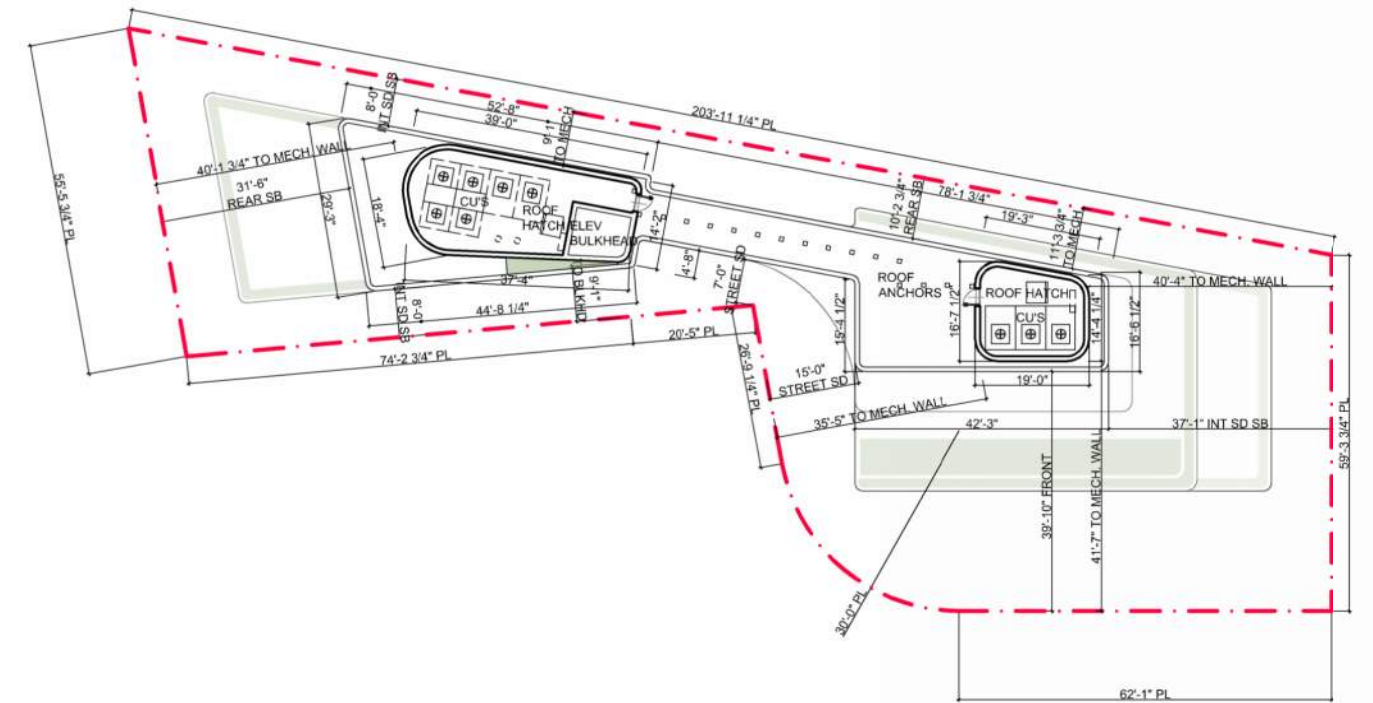 203'-11 1/4" PL
8'-0"
INT SD SB
52'-8"
39'-0"
9'-1"
TO MECH
40'-1 3/4" TO MECH. WALL
31'-6"
REAR SB
55'-5 3/4" PL
29'-3"
18'-4"
CU'S
ROOF
HATCH
ELEV
BULKHEAD
14'-2"
10'-2 3/4"
REAR SB
78'-1 3/4"
19'-3"
11'-3 3/4"
TO MECH
4'-8"
7'-0"
STREET SD
37'-4"
9'-1"
TO BLKHD
8'-0"
INT SD SB
44'-8 1/4"
74'-2 3/4" PL
20'-5" PL
26'-9 1/4" PL
ROOF
ANCHORS
15'-4 1/2"
16'-7 1/2"
ROOF HATCH
CU'S
14'-4 1/4"
16'-6 1/2"
40'-4" TO MECH. WALL
19'-0"
15'-0"
STREET SD
35'-5" TO MECH. WALL
42'-3"
37'-1" INT SD SB
59'-3 3/4" PL
39'-10" FRONT
41'-7" TO MECH. WALL
30'-0" PL
62'-1" PL